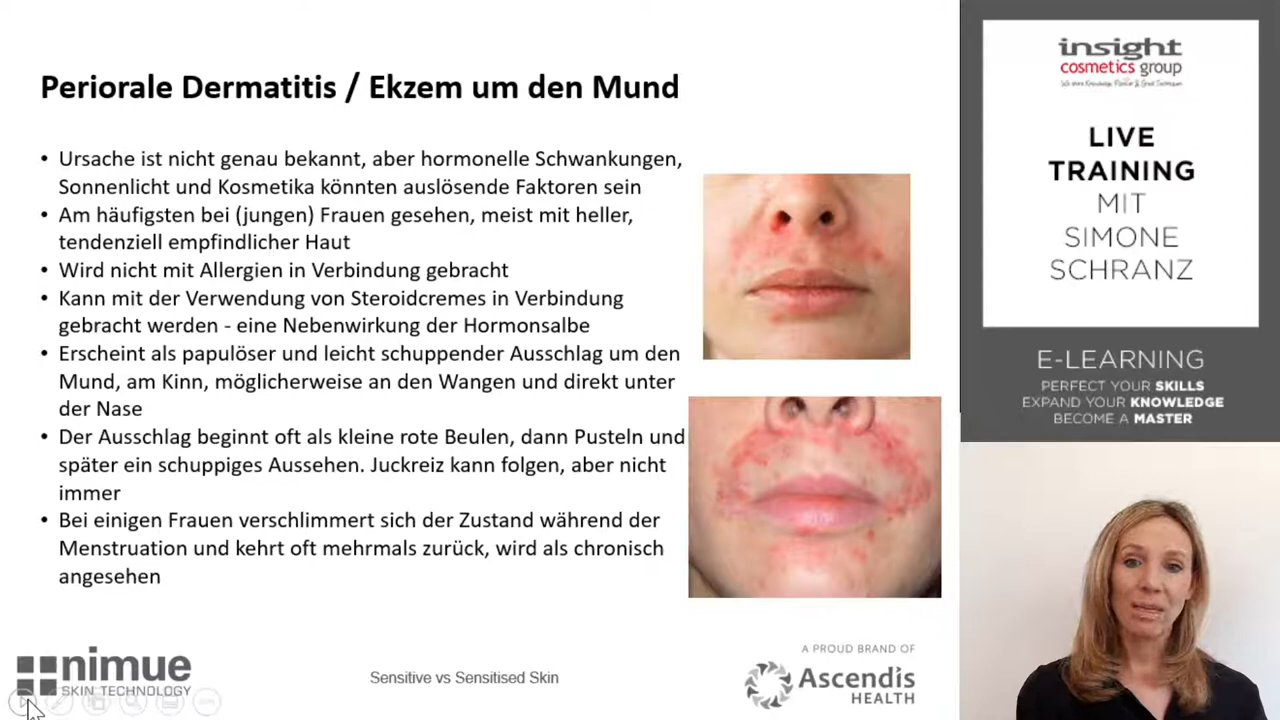 Periorale Dermatitis / Ekzem um den Mund
• Ursache ist nicht genau bekannt, aber hormonelle Schwankungen,
Sonnenlicht und Kosmetika könnten auslösende Faktoren sein
• Am häufigsten bei (jungen) Frauen gesehen, meist mit heller,
tendenziell empfindlicher Haut
• Wird nicht mit Allergien in Verbindung gebracht
• Kann mit der Verwendung von Steroidcremes in Verbindung
gebracht werden - eine Nebenwirkung der Hormonsalbe
• Erscheint als papulöser und leicht schuppender Ausschlag um den
Mund, am Kinn, möglicherweise an den Wangen und direkt unter
der Nase
• Der Ausschlag beginnt oft als kleine rote Beulen, dann Pusteln und
später ein schuppiges Aussehen. Juckreiz kann folgen, aber nicht
immer
• Bei einigen Frauen verschlimmert sich der Zustand während der
Menstruation und kehrt oft mehrmals zurück, wird als chronisch
angesehen
nimue
SKIN TECHNOLOGY
Sensitive vs Sensitised Skin
A PROUD BRAND OF
Ascendis
HEALTH
insight
cosmetics group
LIVE
TRAINING
MIT
SIMONE
SCHRANZ
E-LEARNING
PERFECT YOUR SKILLS
EXPAND YOUR KNOWLEDGE
BECOME A MASTER